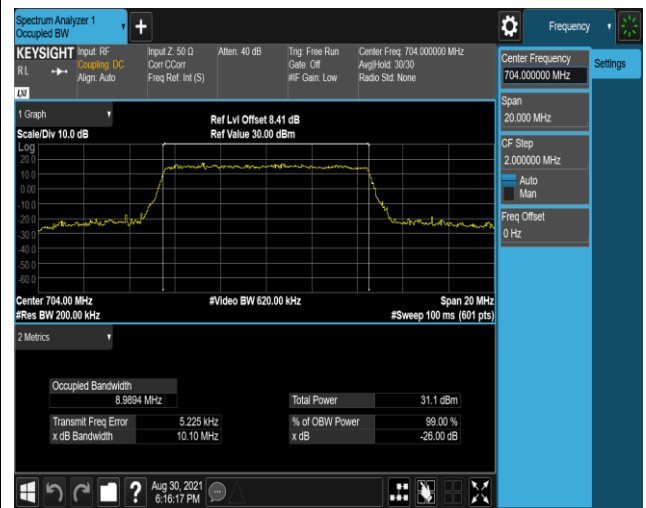 Spectrum Analyzer 1
Occupied BW
Frequency
KEYSIGHT
RL
LXI
Input: RF
Coupling: DC
Align: Auto
Input Z: 50 Ω
Corr CCorr
Freq Ref: Int (S)
Atten: 40 dB
Trig: Free Run
Gate: Off
#IF Gain: Low
Center Freq: 704.000000 MHz
Avg|Hold: 30/30
Radio Std: None
Center Frequency
704.000000 MHz
Settings
Span
20.000 MHz
CF Step
2.000000 MHz
Auto
Man
Freq Offset
0 Hz
1 Graph
Scale/Div 10.0 dB
Ref Lvl Offset 8.41 dB
Ref Value 30.00 dBm
Log
20.0
10.0
0.00
-10.0
-20.0
-30.0
-40.0
-50.0
-60.0
Center 704.00 MHz
#Video BW 620.00 kHz
Span 20 MHz
#Res BW 200.00 kHz
#Sweep 100 ms (601 pts)
2 Metrics
Occupied Bandwidth
8.9894 MHz
Total Power 31.1 dBm
Transmit Freq Error 5.225 kHz
% of OBW Power 99.00 %
x dB Bandwidth 10.10 MHz
x dB -26.00 dB
?
Aug 30, 2021
6:16:17 PM